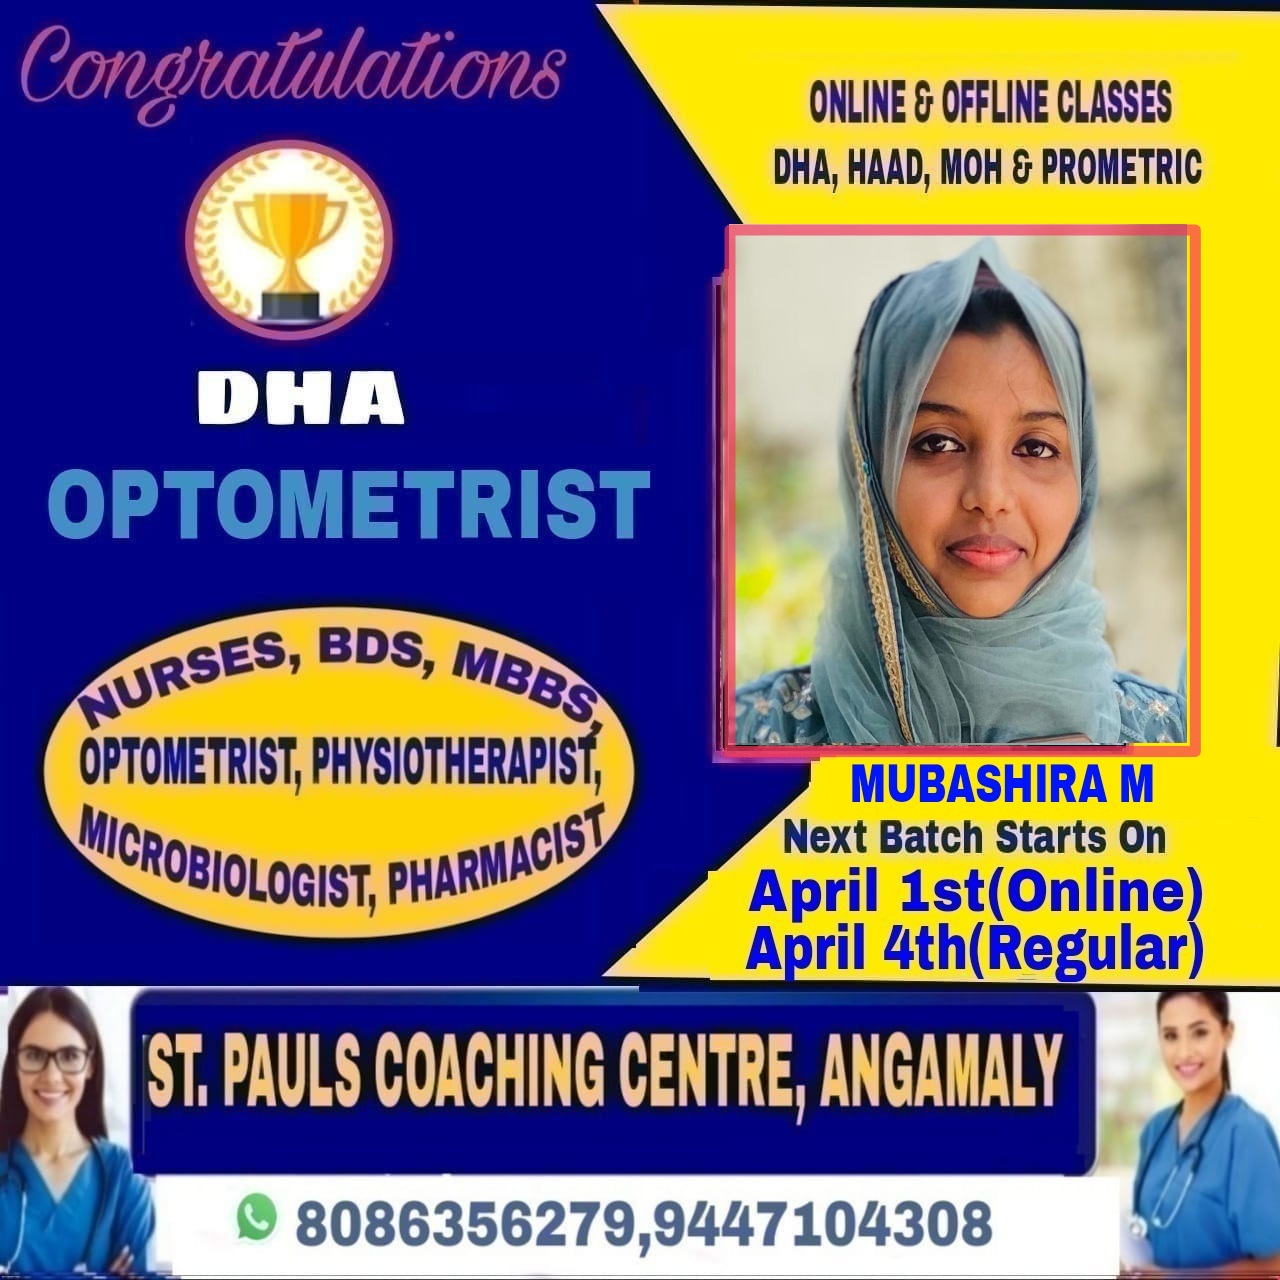 Congratulations
DHA
OPTOMETRIST
NURSES, BDS, MBBS,
OPTOMETRIST, PHYSIOTHERAPIST,
MICROBIOLOGIST, PHARMACIST
ONLINE & OFFLINE CLASSES
DHA, HAAD, MOH & PROMETRIC
MUBASHIRA M
Next Batch Starts On
April 1st(Online)
April 4th(Regular)
ST. PAULS COACHING CENTRE, ANGAMALY
8086356279,9447104308